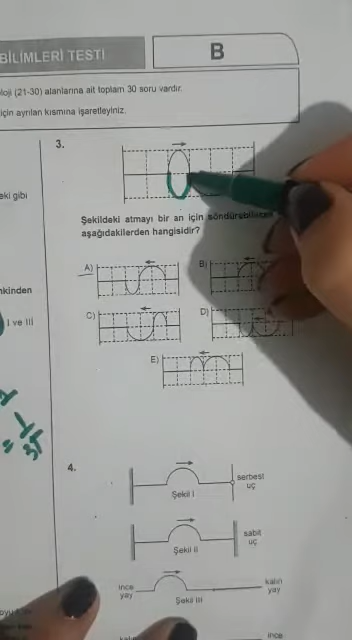 BİLİMLERİ TESTİ
B
loji (21-30) alanlarına ait toplam 30 soru vardır.
için ayrılan kısmına işaretleyiniz.
3.
eki gibi
Şekildeki atmayı bir an için söndürebilecek
aşağıdakilerden hangisidir?
A)
B)
nkinden
I ve III
C)
D)
E)
4.
serbest
uç
Şekil I
sabit
uç
Şekil II
ince
yay
kalın
yay
Şekil III
ince